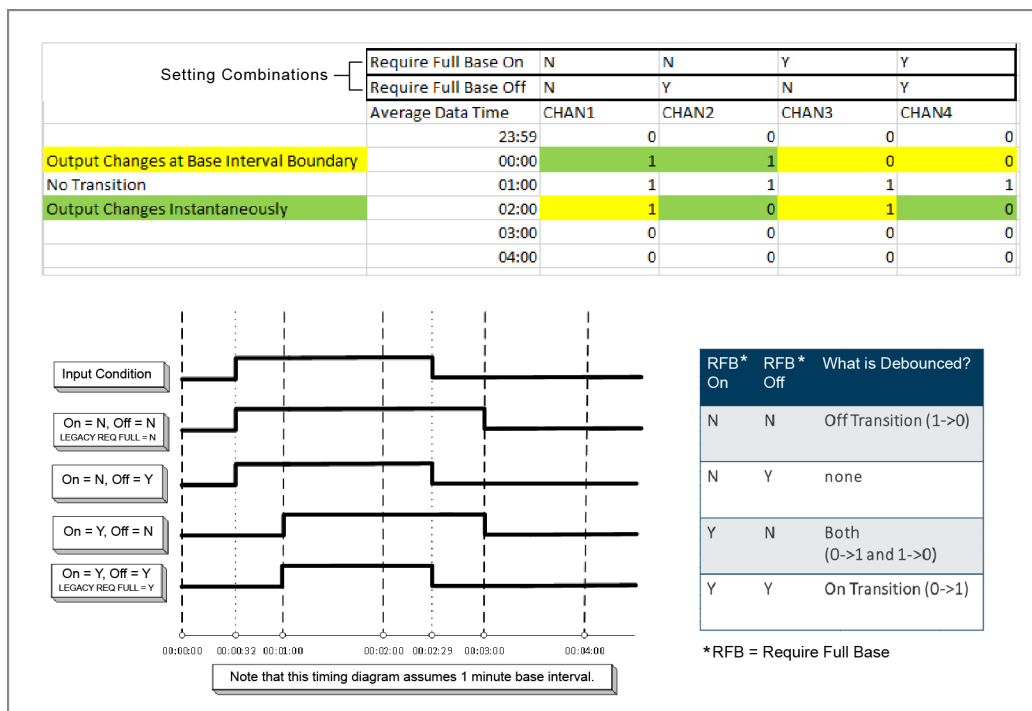 Setting Combinations
Require Full Base On N N Y Y
Require Full Base Off N Y N Y
Average Data Time CHAN1 CHAN2 CHAN3 CHAN4
23:59 0 0 0 0
Output Changes at Base Interval Boundary 00:00 1 1 0 0
No Transition 01:00 1 1 1 1
Output Changes Instantaneously 02:00 1 0 1 0
03:00 0 0 0 0
04:00 0 0 0 0
Input Condition
On = N, Off = N
LEGACY REQ FULL = N
On = N, Off = Y
On = Y, Off = N
On = Y, Off = Y
LEGACY REQ FULL = Y
00:00:00 00:00:32 00:01:00 00:02:00 00:02:29 00:03:00 00:04:00
Note that this timing diagram assumes 1 minute base interval.
RFB* On RFB* Off What is Debounced?
N N Off Transition (1->0)
N Y none
Y N Both
(0->1 and 1->0)
Y Y On Transition (0->1)
*RFB = Require Full Base